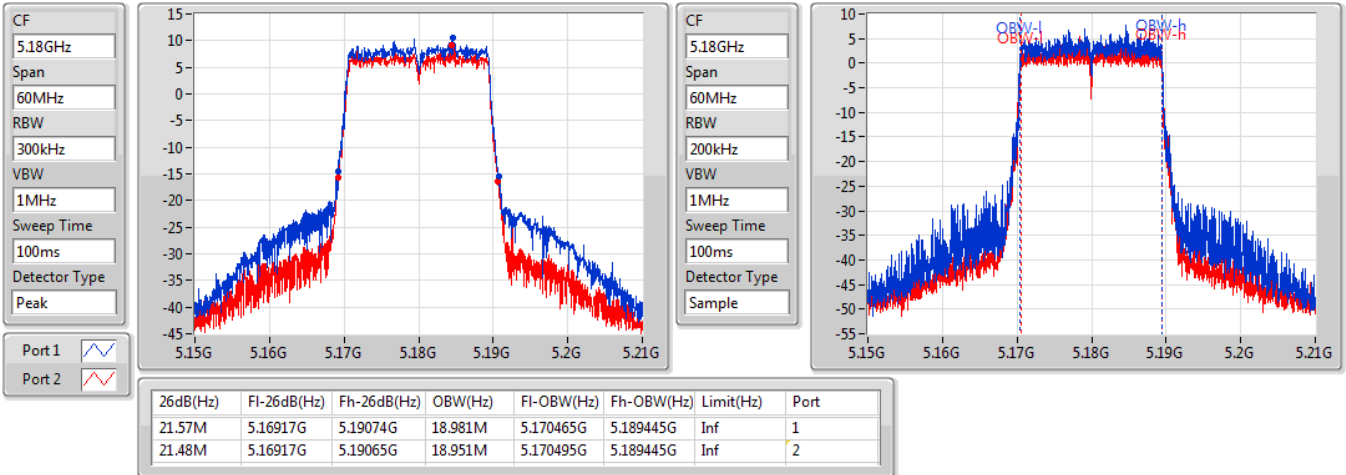 CF
5.18GHz
Span
60MHz
RBW
300kHz
VBW
1MHz
Sweep Time
100ms
Detector Type
Peak
Port 1
Port 2
15
10
5
0
-5
-10
-15
-20
-25
-30
-35
-40
-45
5.15G 5.16G 5.17G 5.18G 5.19G 5.2G 5.21G
CF
5.18GHz
Span
60MHz
RBW
200kHz
VBW
1MHz
Sweep Time
100ms
Detector Type
Sample
10
5
0
-5
-10
-15
-20
-25
-30
-35
-40
-45
-50
-55
OBW-l OBW-h
OBW-l OBW-h
5.15G 5.16G 5.17G 5.18G 5.19G 5.2G 5.21G
26dB(Hz) Fl-26dB(Hz) Fh-26dB(Hz) OBW(Hz) Fl-OBW(Hz) Fh-OBW(Hz) Limit(Hz) Port
21.57M 5.16917G 5.19074G 18.981M 5.170465G 5.189445G Inf 1
21.48M 5.16917G 5.19065G 18.951M 5.170495G 5.189445G Inf 2